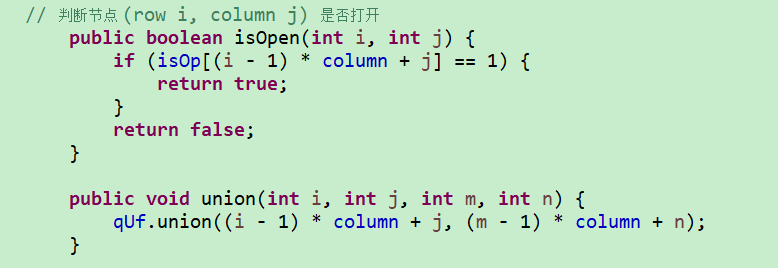 // 判断节点(row i, column j) 是否打开
public boolean isOpen(int i, int j) {
if (isOp[(i - 1) * column + j] == 1) {
return true;
}
return false;
}
public void union(int i, int j, int m, int n) {
qUf.union((i - 1) * column + j, (m - 1) * column + n);
}